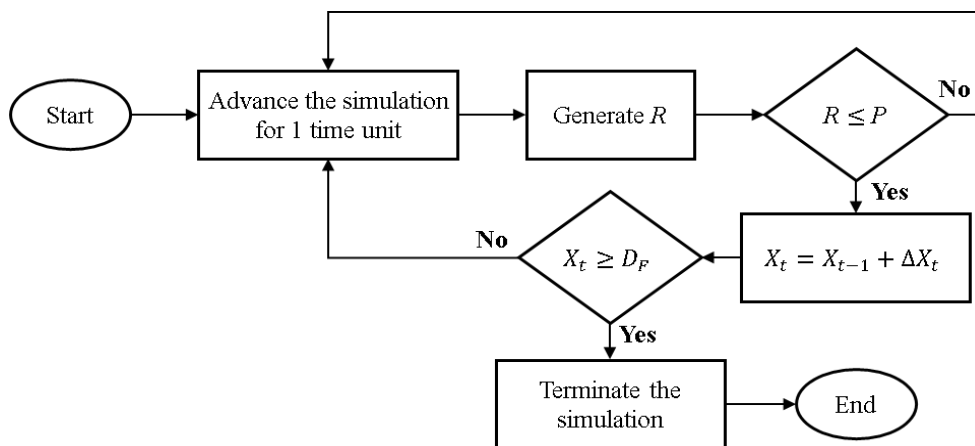 Start
Advance the simulation
for 1 time unit
Generate R
R ≤ P
No
Yes
X_t = X_{t−1} + ΔX_t
X_t ≥ D_F
No
Yes
Terminate the
simulation
End